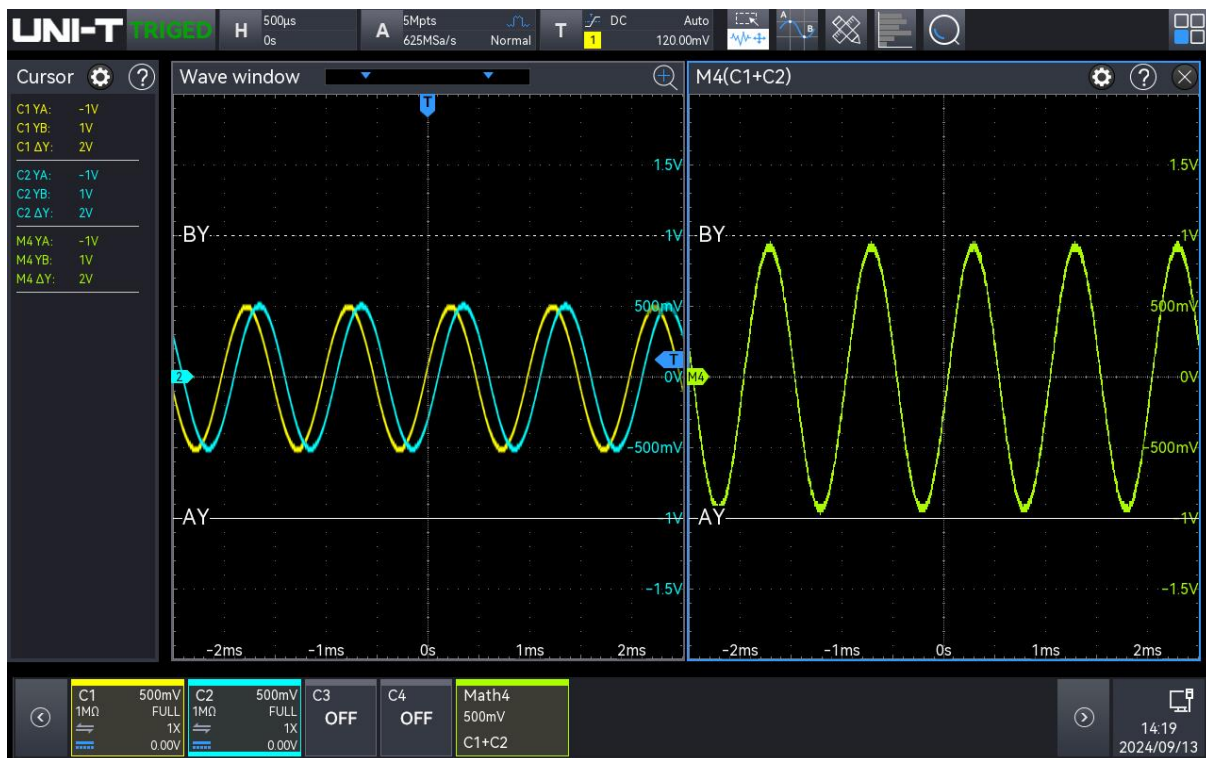 UNI-T TRIGED H 500µs 0s A 5Mpts 625MSa/s Normal T DC 1 Auto 120.00mV A B
Cursor ?
C1 YA: -1V
C1 YB: 1V
C1 ΔY: 2V
C2 YA: -1V
C2 YB: 1V
C2 ΔY: 2V
M4 YA: -1V
M4 YB: 1V
M4 ΔY: 2V
Wave window
T
1.5V
BY 1V
500mV
T
2 0V
-500mV
AY -1V
-1.5V
-2ms -1ms 0s 1ms 2ms
M4(C1+C2) ?
1.5V
BY 1V
500mV
M4 0V
-500mV
AY -1V
-1.5V
-2ms -1ms 0s 1ms 2ms
C1 500mV
1MΩ FULL
1X
0.00V
C2 500mV
1MΩ FULL
1X
0.00V
C3
OFF
C4
OFF
Math4
500mV
C1+C2
14:19
2024/09/13